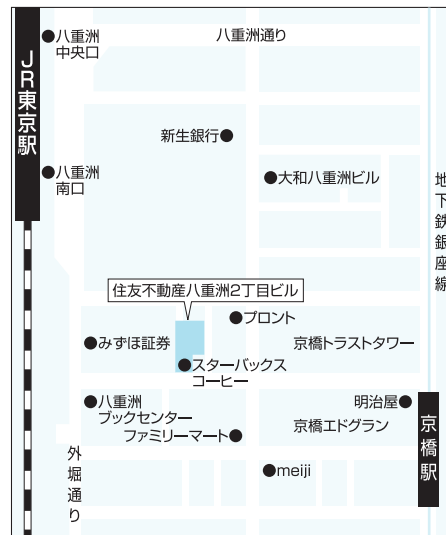 八重洲通り
●八重洲
中央口
JR東京駅
新生銀行●
●八重洲
南口
●大和八重洲ビル
地下鉄銀座線
住友不動産八重洲2丁目ビル
●プロント
●みずほ証券
京橋トラストタワー
●スターバックス
コーヒー
●八重洲
ブックセンター
明治屋●
京橋エドグラン
ファミリーマート●
京橋駅
外堀通り
●meiji